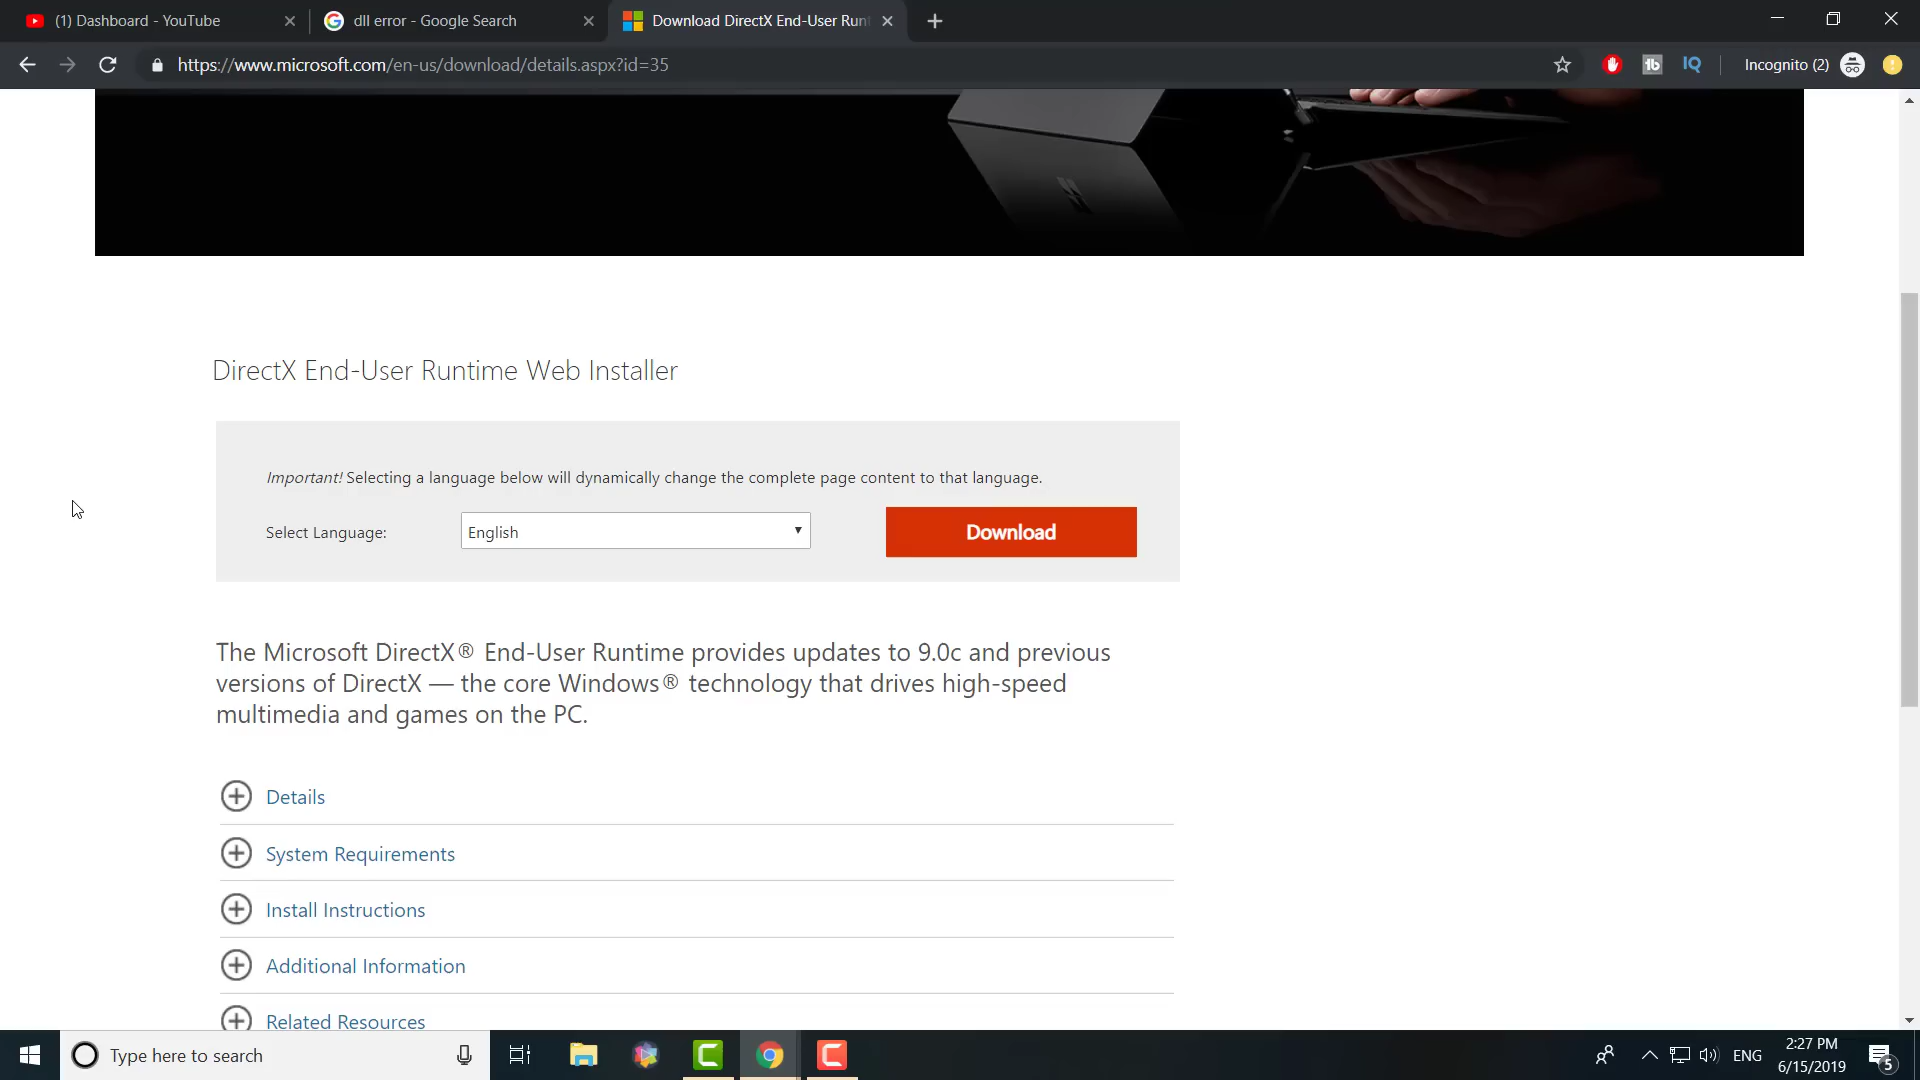 (1) Dashboard - YouTube
dll error - Google Search
Download DirectX End-User Run
https://www.microsoft.com/en-us/download/details.aspx?id=35
tb
IQ
Incognito (2)
DirectX End-User Runtime Web Installer
Important! Selecting a language below will dynamically change the complete page content to that language.
Select Language:
English
Download
The Microsoft DirectX® End-User Runtime provides updates to 9.0c and previous
versions of DirectX — the core Windows® technology that drives high-speed
multimedia and games on the PC.
Details
System Requirements
Install Instructions
Additional Information
Related Resources
Type here to search
ENG
2:27 PM
6/15/2019
5